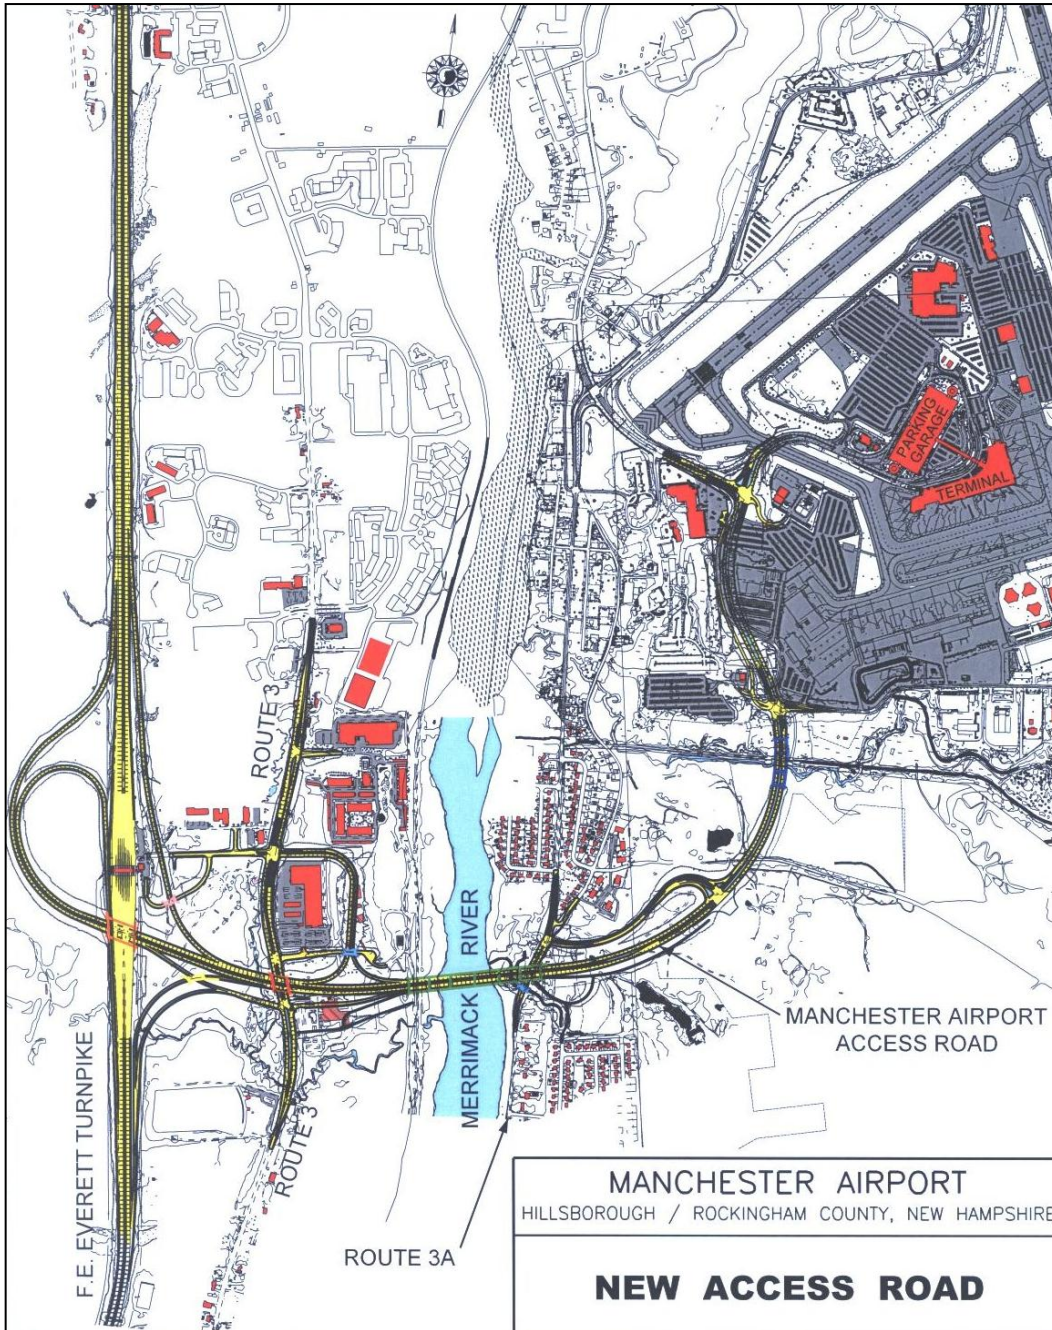 PARKING
GARAGE
TERMINAL
ROUTE 3
MERRIMACK RIVER
MANCHESTER AIRPORT
ACCESS ROAD
F.E. EVERETT TURNPIKE
ROUTE 3
ROUTE 3A
MANCHESTER AIRPORT
HILLSBOROUGH / ROCKINGHAM COUNTY, NEW HAMPSHIRE
NEW ACCESS ROAD